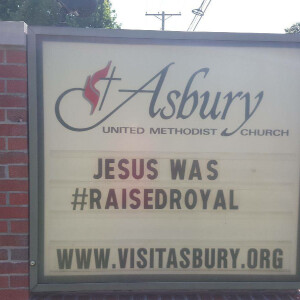 Asbury
UNITED METHODIST CHURCH
JESUS WAS
#RAISEDROYAL
WWW.VISITASBURY.ORG